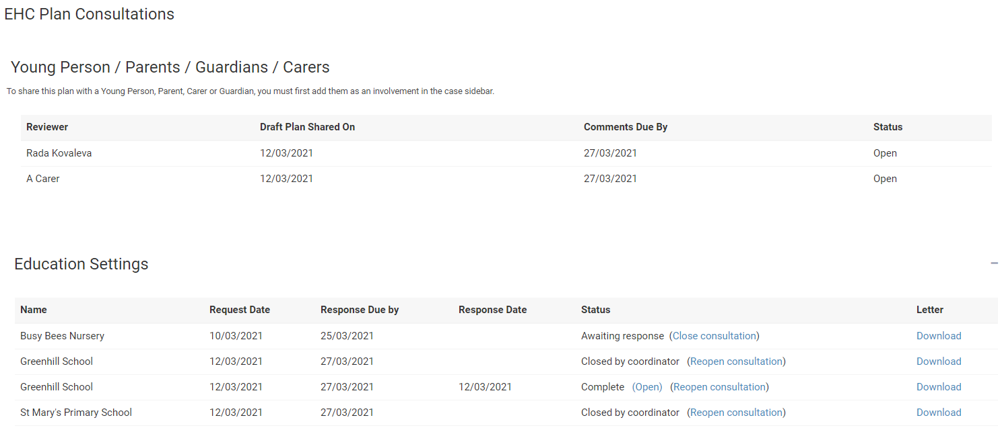 EHC Plan Consultations
Young Person / Parents / Guardians / Carers
To share this plan with a Young Person, Parent, Carer or Guardian, you must first add them as an involvement in the case sidebar.
Reviewer Draft Plan Shared On Comments Due By Status
Rada Kovaleva 12/03/2021 27/03/2021 Open
A Carer 12/03/2021 27/03/2021 Open
Education Settings
Name Request Date Response Due by Response Date Status Letter
Busy Bees Nursery 10/03/2021 25/03/2021 Awaiting response (Close consultation) Download
Greenhill School 12/03/2021 27/03/2021 Closed by coordinator (Reopen consultation) Download
Greenhill School 12/03/2021 27/03/2021 12/03/2021 Complete (Open) (Reopen consultation) Download
St Mary's Primary School 12/03/2021 27/03/2021 Closed by coordinator (Reopen consultation) Download